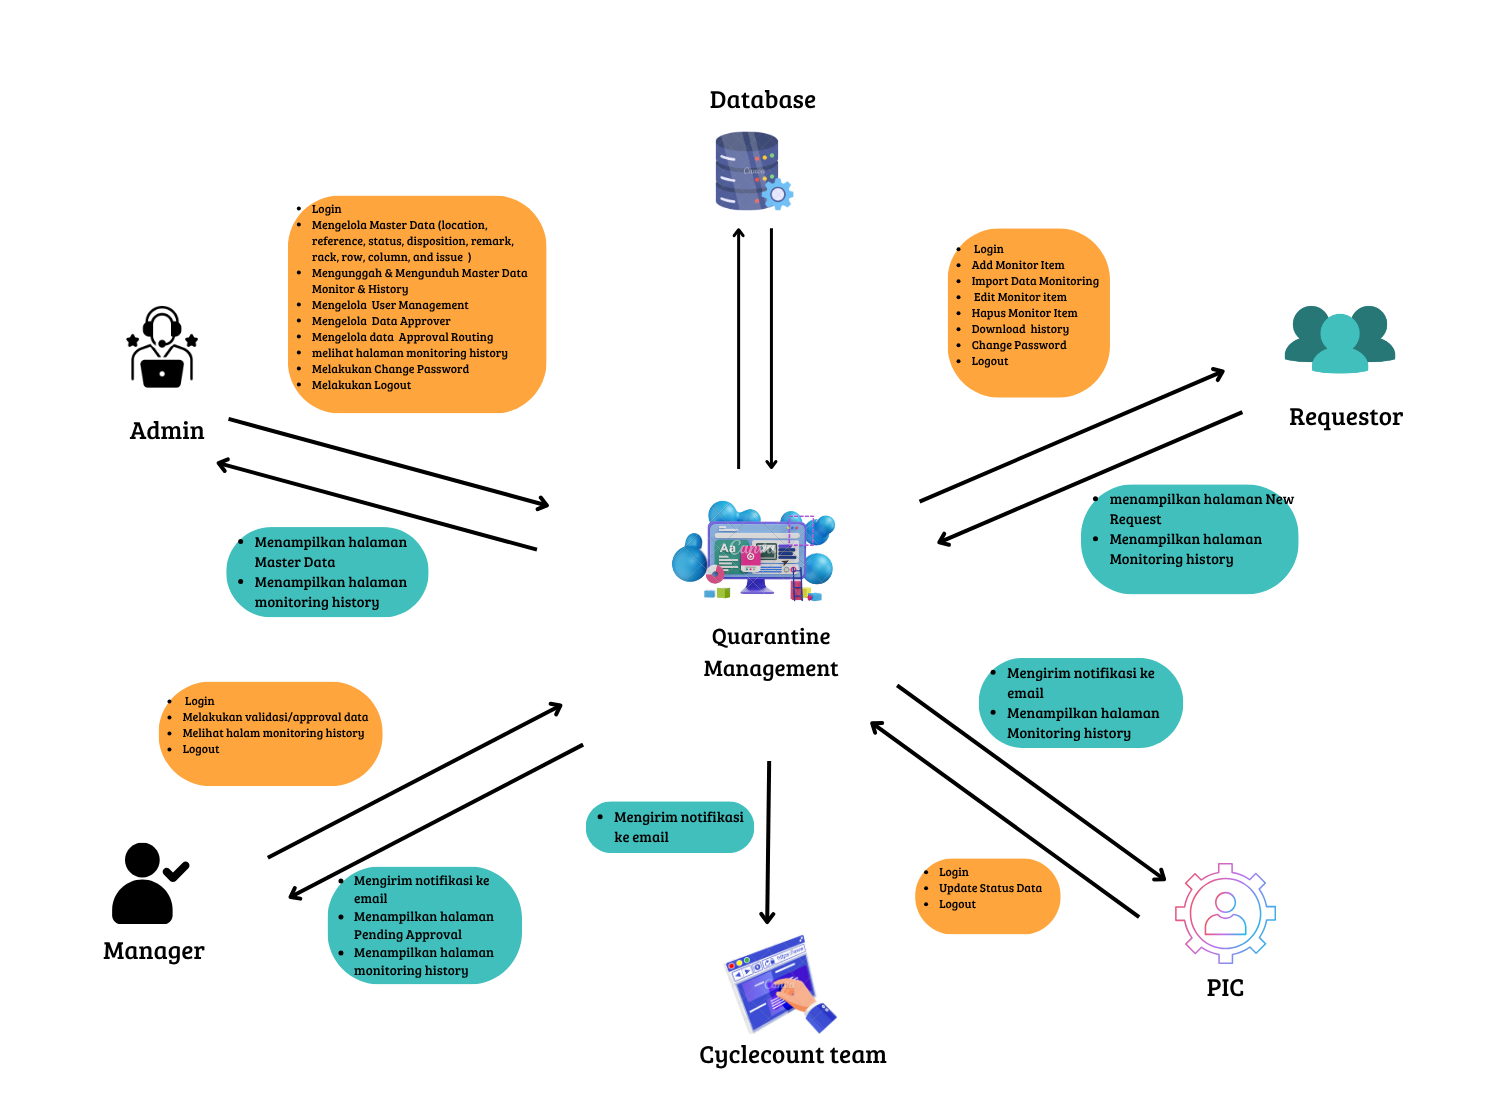 Database
Login
Mengelola Master Data (location,
reference, status, disposition, remark,
rack, row, column, and issue )
Mengunggah & Mengunduh Master Data
Monitor & History
Mengelola User Management
Mengelola Data Approver
Mengelola data Approval Routing
melihat halaman monitoring history
Melakukan Change Password
Melakukan Logout
Admin
Login
Add Monitor Item
Import Data Monitoring
Edit Monitor item
Hapus Monitor Item
Download history
Change Password
Logout
Requestor
Menampilkan halaman
Master Data
Menampilkan halaman
monitoring history
menampilkan halaman New
Request
Menampilkan halaman
Monitoring history
Aa
Canva
Quarantine
Management
Login
Melakukan validasi/approval data
Melihat halam monitoring history
Logout
Mengirim notifikasi ke
email
Menampilkan halaman
Monitoring history
Manager
Mengirim notifikasi ke
email
Menampilkan halaman
Pending Approval
Menampilkan halaman
monitoring history
Mengirim notifikasi
ke email
Login
Update Status Data
Logout
PIC
Cyclecount team